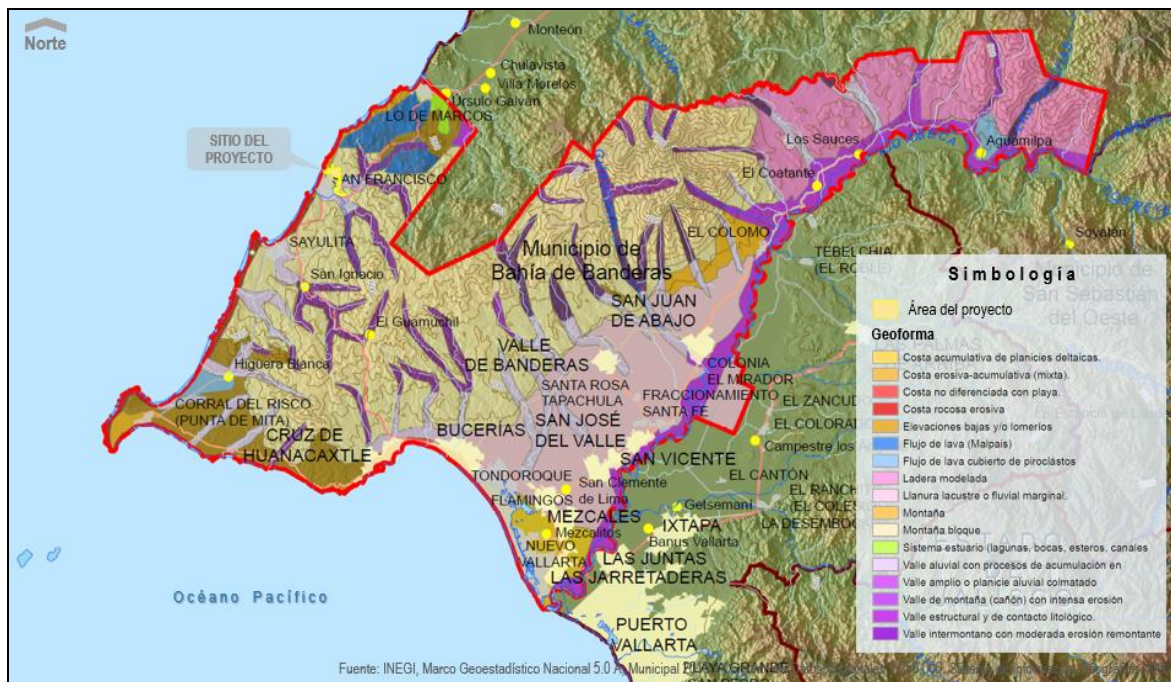 Norte
Monteón
Chulavista
Villa Morelos
Úrsulo Galván
LO DE MARCOS
SITIO DEL
PROYECTO
AN FRANCISCO
SAYULITA
San Ignacio
El Guamuchil
Higuera Blanca
CORRAL DEL RISCO
(PUNTA DE MITA)
CRUZ DE
HUANACAXTLE
Los Sauces
Aguamilpa
El Coatante
EL COLOMO
TEBELCHIA
(EL ROBLE)
Soyatán
Municipio de
Bahía de Banderas
Municipio de
San Sebastián
del Oeste
SAN JUAN
DE ABAJO
VALLE
DE BANDERAS
COLONIA
EL MIRADOR
SANTA ROSA
TAPACHULA
FRACCIONAMIENTO
SANTA FÉ
EL ZANCUDO
BUCERÍAS
SAN JOSÉ
DEL VALLE
EL COLORADO
Campestre los
SAN VICENTE
TONDOROQUE
San Clemente
de Lima
EL CANTÓN
FLAMINGOS
MEZCALES
Getsemaní
Mezcalitos
IXTAPA
Banus Vallarta
NUEVO
VALLARTA
LAS JUNTAS
LAS JARRETADERAS
PUERTO
VALLARTA
Océano Pacífico
Simbología
Área del proyecto
Geoforma
Costa acumulativa de planicies deltaicas.
Costa erosiva-acumulativa (mixta).
Costa no diferenciada con playa.
Costa rocosa erosiva
Elevaciones bajas y/o lomeríos
Flujo de lava (Malpaís)
Flujo de lava cubierto de piroclástos
Ladera modelada
Llanura lacustre o fluvial marginal.
Montaña
Montaña bloque
Sistema estuario (lagunas, bocas, esteros, canales
Valle aluvial con procesos de acumulación en
Valle amplio o planicie aluvial colmatado
Valle de montaña (cañón) con intensa erosión
Valle estructural y de contacto litológico.
Valle intermontano con moderada erosión remontante
Fuente: INEGI, Marco Geoestadístico Nacional 5.0 A, Municipal
PLAYA GRANDE